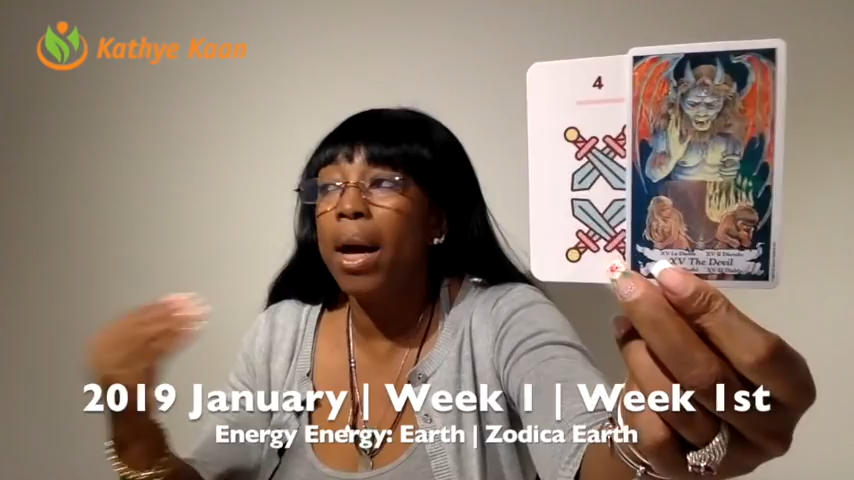 Kathye Kaan
4
XV The Devil
2019 January | Week 1 | Week 1st
Energy Energy: Earth | Zodica Earth